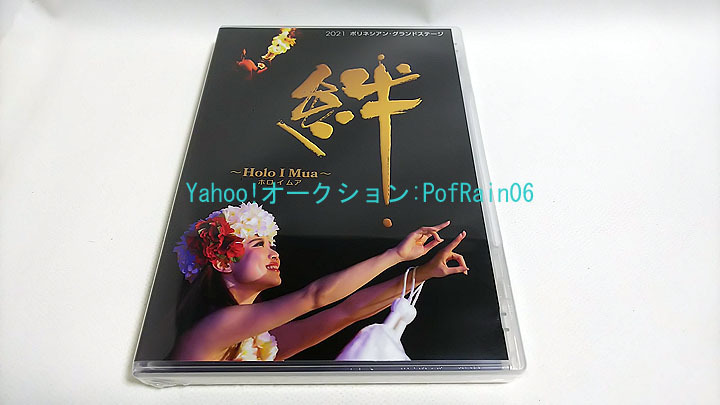 2021 ポリネシアン・グランドステージ
絆
～Holo I Mua～
ホロ イ ムア
Yahoo!オークション:PofRain06